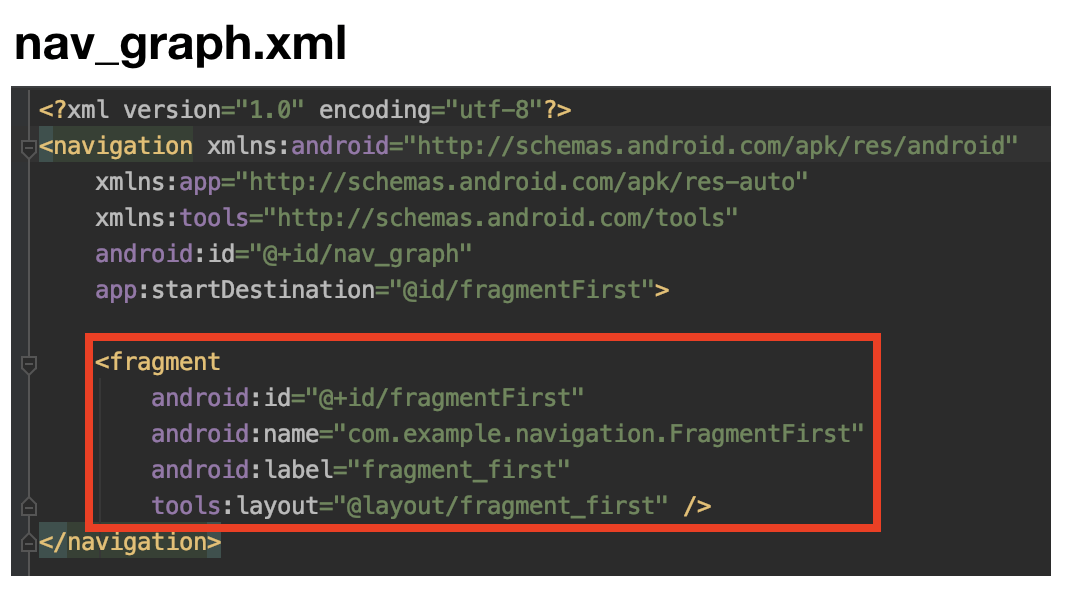 nav_graph.xml
<?xml version="1.0" encoding="utf-8"?>
<navigation xmlns:android="http://schemas.android.com/apk/res/android"
    xmlns:app="http://schemas.android.com/apk/res-auto"
    xmlns:tools="http://schemas.android.com/tools"
    android:id="@+id/nav_graph"
    app:startDestination="@id/fragmentFirst">
    <fragment
        android:id="@+id/fragmentFirst"
        android:name="com.example.navigation.FragmentFirst"
        android:label="fragment_first"
        tools:layout="@layout/fragment_first" />
</navigation>